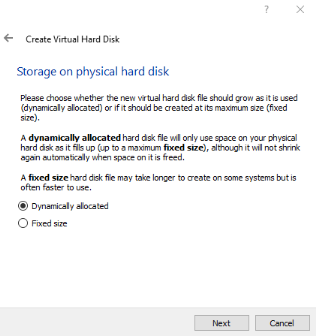 ?
Create Virtual Hard Disk
Storage on physical hard disk
Please choose whether the new virtual hard disk file should grow as it is used
(dynamically allocated) or if it should be created at its maximum size (fixed
size).
A dynamically allocated hard disk file will only use space on your physical
hard disk as it fills up (up to a maximum fixed size), although it will not shrink
again automatically when space on it is freed.
A fixed size hard disk file may take longer to create on some systems but is
often faster to use.
Dynamically allocated
Fixed size
Next Cancel